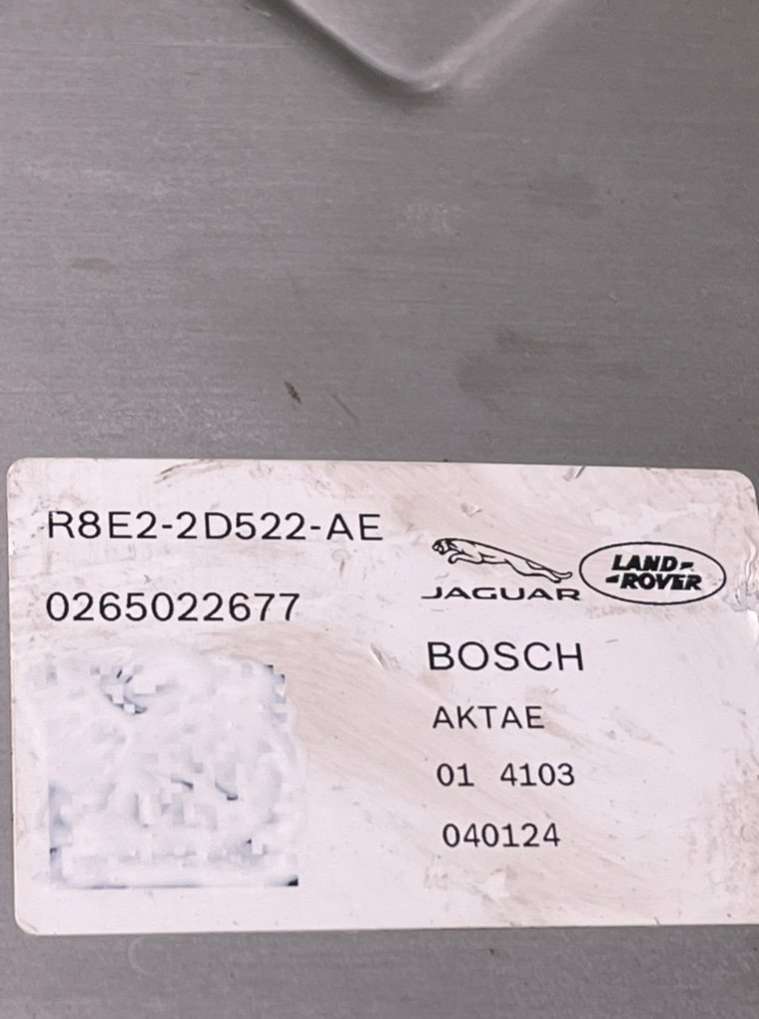 R8E2-2D522-AE
0265022677
JAGUAR
LAND-
-ROVER
BOSCH
AKTAE
01 4103
040124